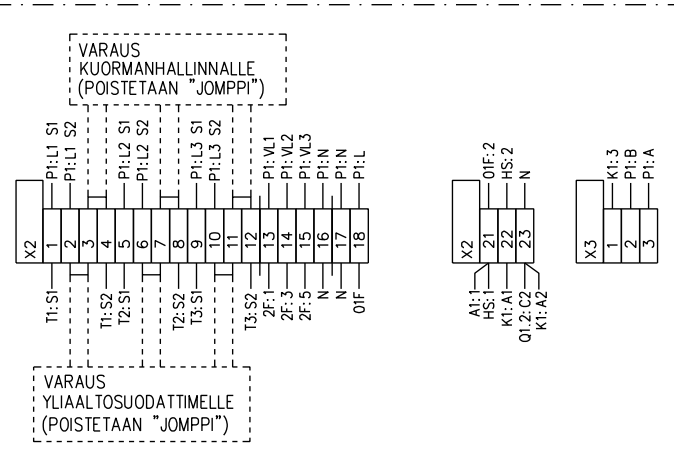 VARAUS
KUORMANHALLINNALLE
(POISTETAAN "JOMPPI")
P1:L1 S1
P1:L1 S2
P1:L2 S1
P1:L2 S2
P1:L3 S1
P1:L3 S2
P1:VL1
P1:VL2
P1:VL3
P1:N
P1:N
P1:L
X2
1
2
3
4
5
6
7
8
9
10
11
12
13
14
15
16
17
18
T1:S1
T1:S2
T2:S1
T2:S2
T3:S1
T3:S2
2F:1
2F:3
2F:5
N
N
01F
VARAUS
YLIAALTOSUODATTIMELLE
(POISTETAAN "JOMPPI")
01F:2
HS:2
N
X2
21
22
23
A1:1
HS:1
K1:A1
Q1.2:C2
K1:A2
K1:3
P1:B
P1:A
X3
1
2
3